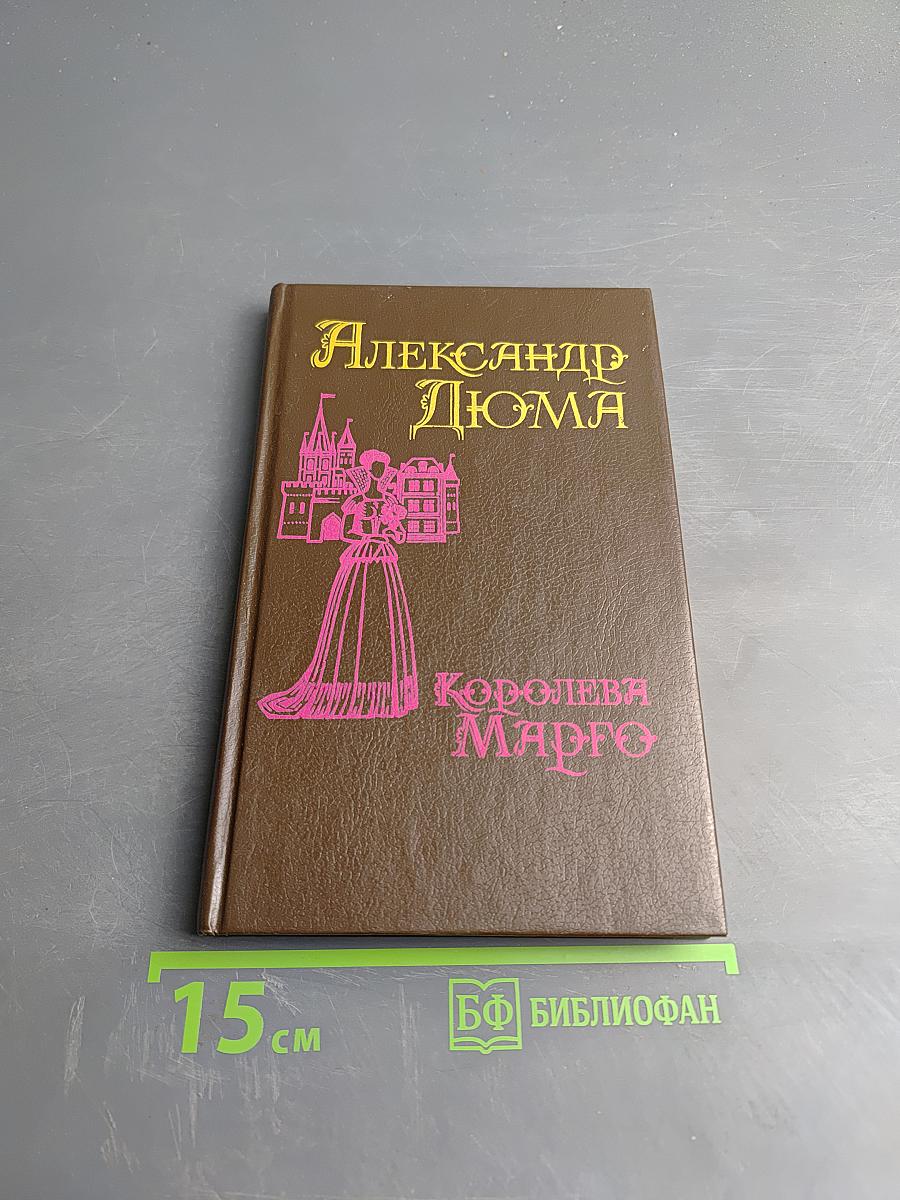 Александр
Дюма
Королева
Марго
15 см
БФ БИБЛИОФАН